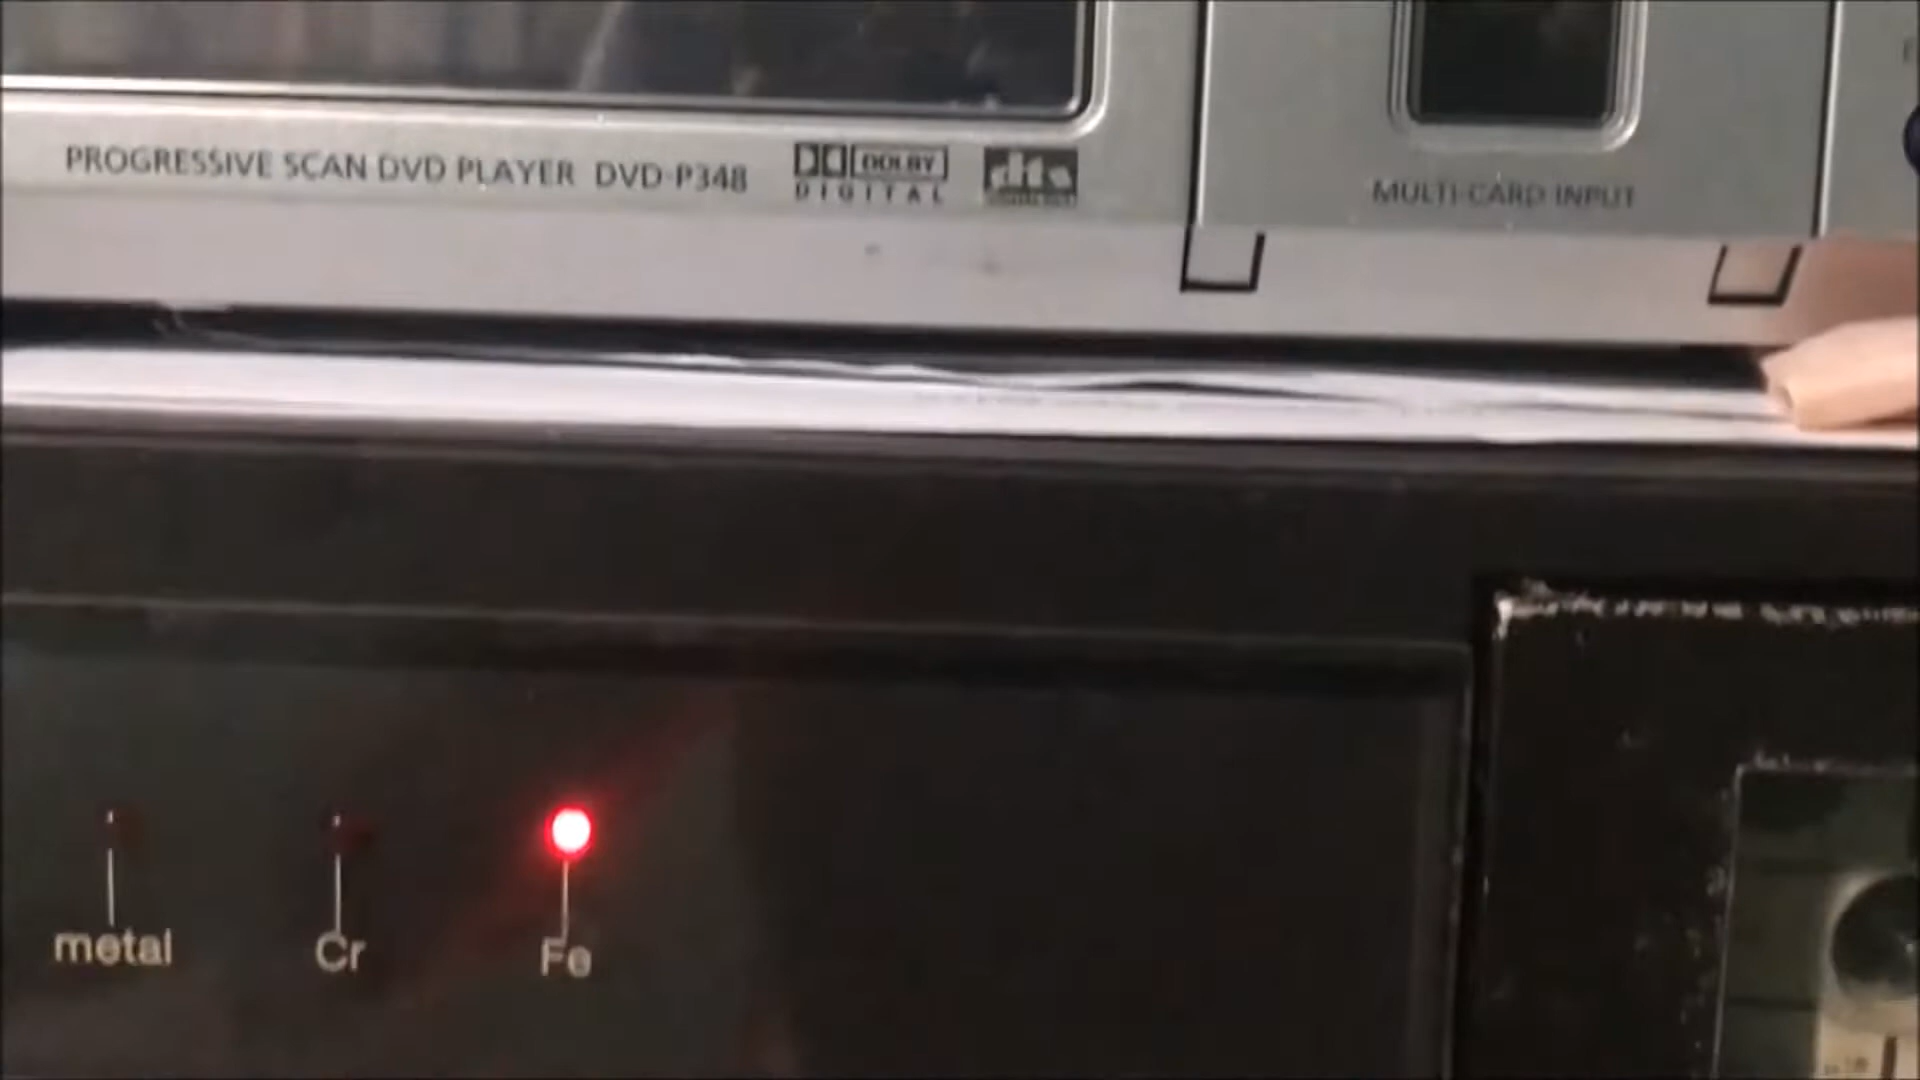 PROGRESSIVE SCAN DVD PLAYER DVD-P348
DOLBY
DIGITAL
dts
MULTI-CARD INPUT
metal
Cr
Fe